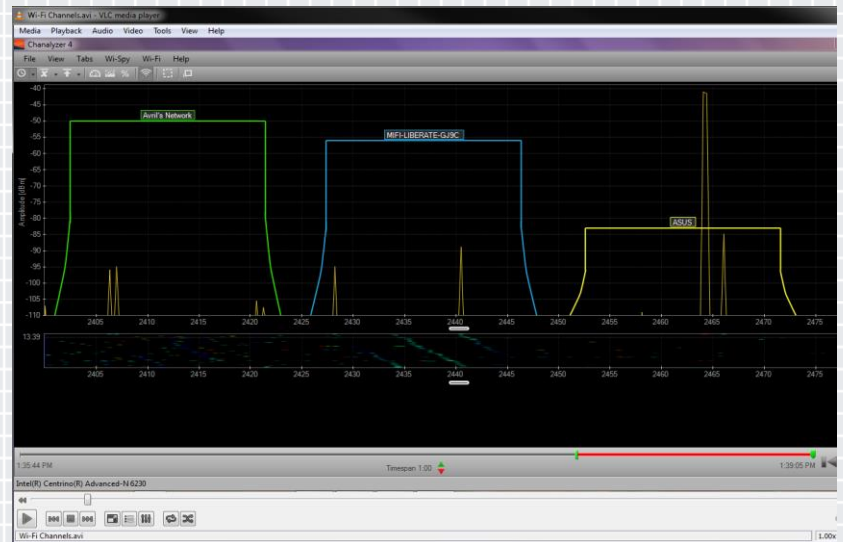 Wi-Fi Channels.avi - VLC media player
Media Playback Audio Video Tools View Help
Chanalyzer 4
File View Tabs Wi-Spy Wi-Fi Help
-40
-45
-50
-55
-60
-65
-70
-75
-80
-85
-90
-95
-100
-105
-110
Amplitude [dBm]
Avril's Network
MIFI-LIBERATE-GJ9C
ASUS
2405 2410 2415 2420 2425 2430 2435 2440 2445 2450 2455 2460 2465 2470 2475
13:39
2405 2410 2415 2420 2425 2430 2435 2440 2445 2450 2455 2460 2465 2470 2475
1:35:44 PM Timespan 1:00 1:39:05 PM
Intel(R) Centrino(R) Advanced-N 6230
Wi-Fi Channels.avi 1.00x